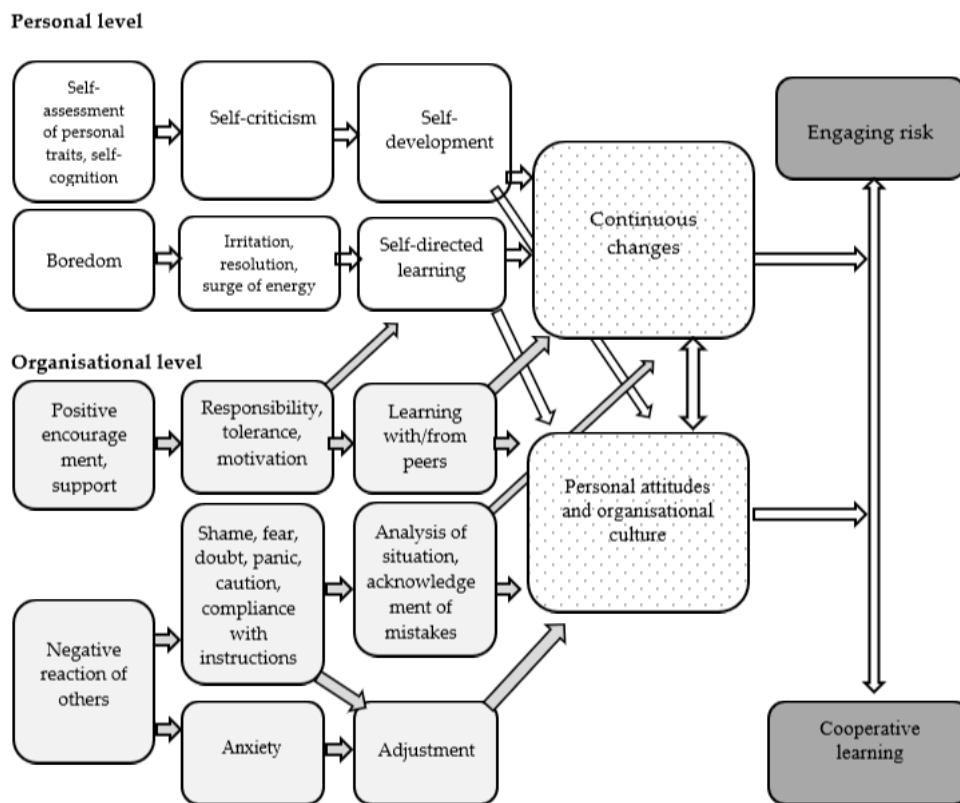 Personal level
Self-
assessment
of personal
traits, self-
cognition
Self-criticism
Self-
development
Engaging risk
Continuous
changes
Boredom
Irritation,
resolution,
surge of energy
Self-directed
learning
Organisational level
Positive
encourage
ment,
support
Responsibility,
tolerance,
motivation
Learning
with/from
peers
Personal attitudes
and organisational
culture
Shame, fear,
doubt, panic,
caution,
compliance
with
instructions
Analysis of
situation,
acknowledge
ment of
mistakes
Negative
reaction of
others
Anxiety
Adjustment
Cooperative
learning